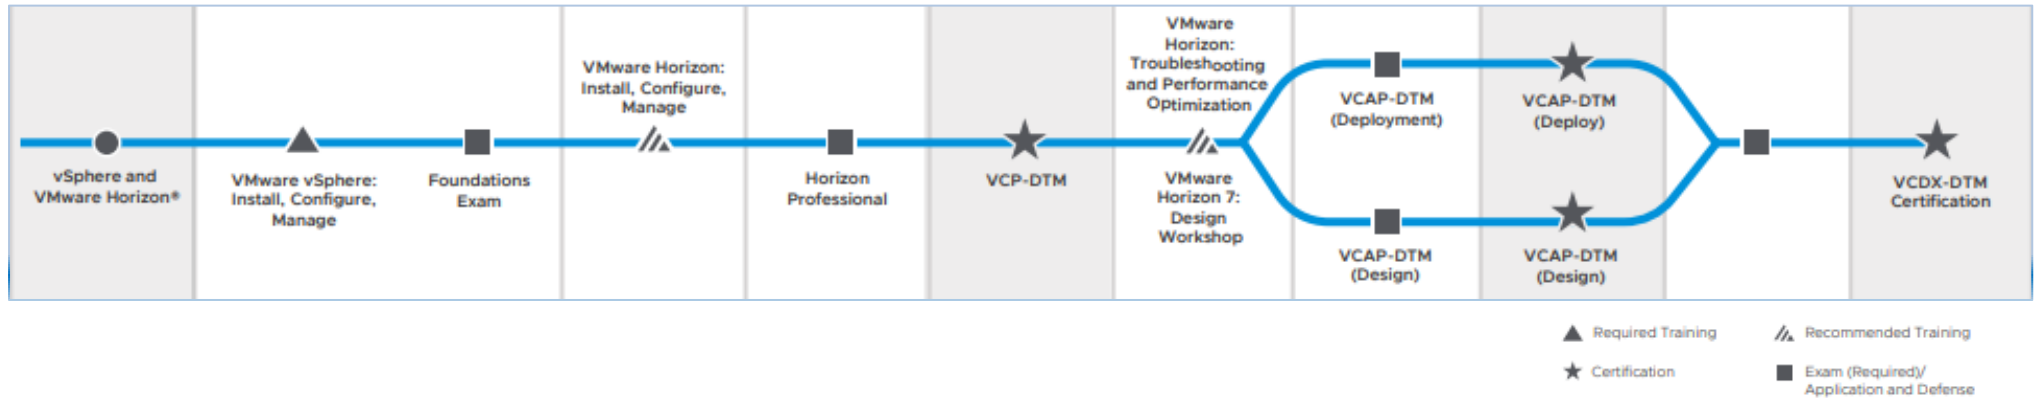 vSphere and
VMware Horizon®
VMware vSphere:
Install, Configure,
Manage
Foundations
Exam
VMware Horizon:
Install, Configure,
Manage
Horizon
Professional
VCP-DTM
VMware
Horizon:
Troubleshooting
and Performance
Optimization
VMware
Horizon 7:
Design
Workshop
VCAP-DTM
(Deployment)
VCAP-DTM
(Design)
VCAP-DTM
(Deploy)
VCAP-DTM
(Design)
VCDX-DTM
Certification
Required Training
Recommended Training
Certification
Exam (Required)/
Application and Defense